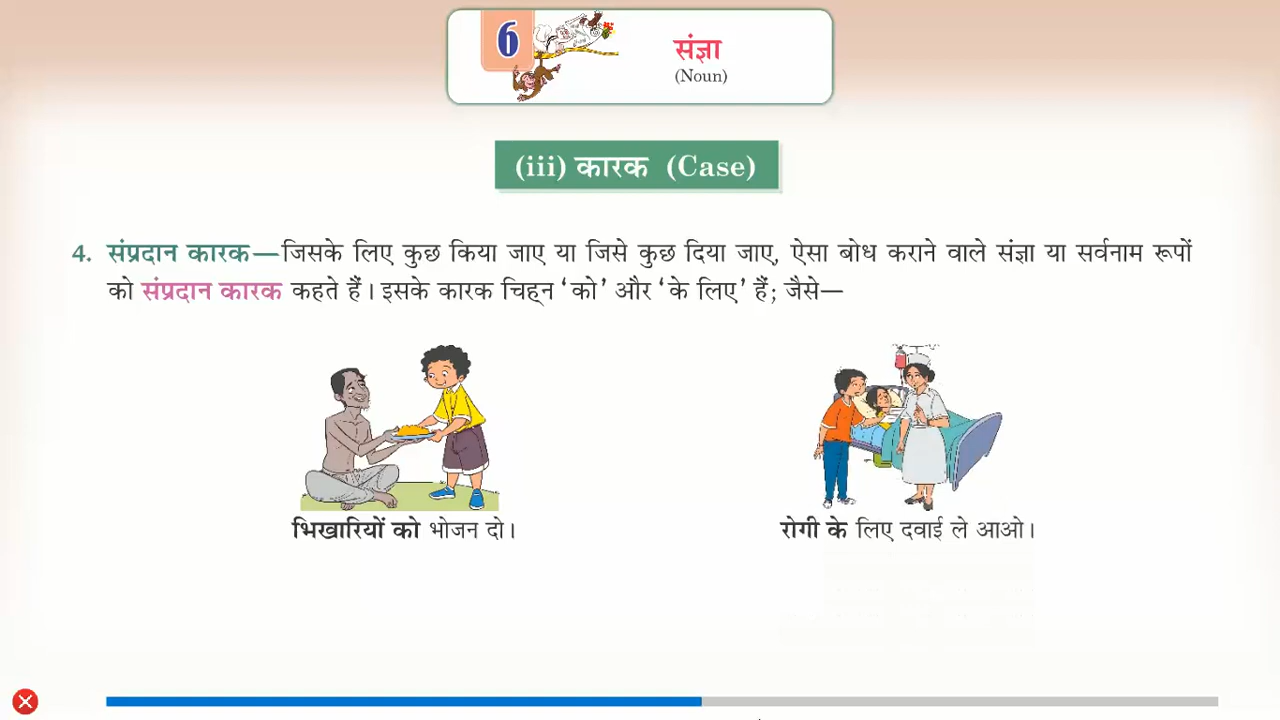 6
संज्ञा
(Noun)
(iii) कारक (Case)
4. संप्रदान कारक—जिसके लिए कुछ किया जाए या जिसे कुछ दिया जाए, ऐसा बोध कराने वाले संज्ञा या सर्वनाम रूपों
को संप्रदान कारक कहते हैं। इसके कारक चिह्न ‘को’ और ‘के लिए’ हैं; जैसे—
भिखारियों को भोजन दो।
रोगी के लिए दवाई ले आओ।